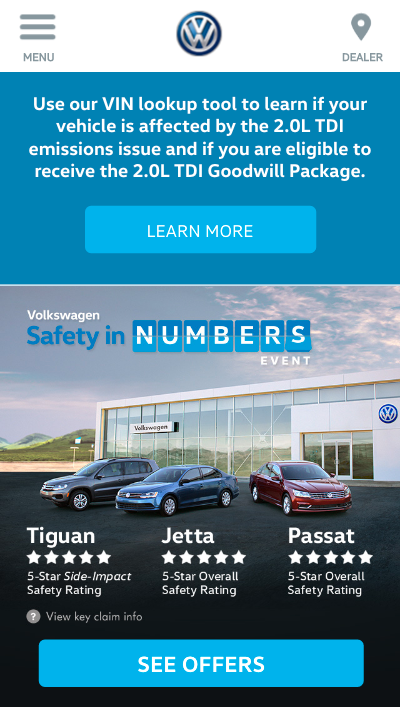 MENU
DEALER
Use our VIN lookup tool to learn if your
vehicle is affected by the 2.0L TDI
emissions issue and if you are eligible to
receive the 2.0L TDI Goodwill Package.
LEARN MORE
Volkswagen
Safety in NUMBERS
EVENT
Volkswagen
Tiguan
5-Star Side-Impact
Safety Rating
Jetta
5-Star Overall
Safety Rating
Passat
5-Star Overall
Safety Rating
? View key claim info
SEE OFFERS